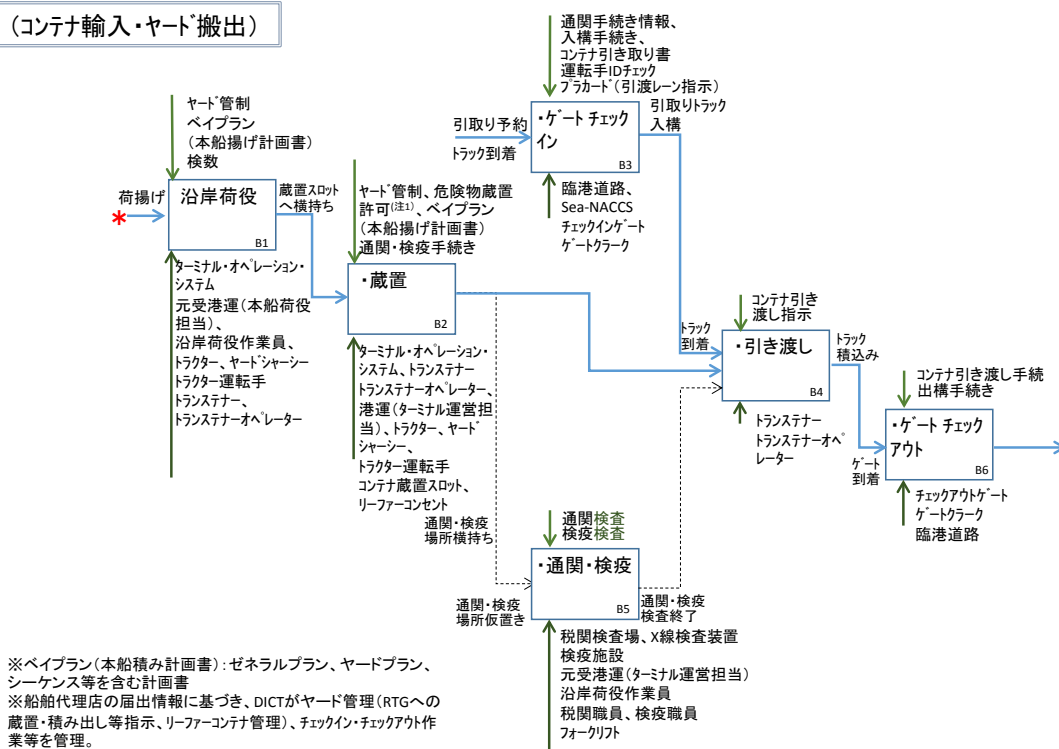 (コンテナ輸入・ヤード搬出)
通関手続き情報、
入構手続き、
コンテナ引き取り書
運転手IDチェック
プラカード(引渡レーン指示)
ヤード管制
ベイプラン
(本船揚げ計画書)
検数
荷揚げ
*
沿岸荷役
B1
蔵置スロット
へ横持ち
ターミナル・オペレーション・
システム
元受港運(本船荷役
担当)、
沿岸荷役作業員、
トラクター、ヤードシャーシー
トラクター運転手
トランステナー、
トランステナーオペレーター
ヤード管制、危険物蔵置
許可(注1)、ベイプラン
(本船揚げ計画書)
通関・検疫手続き
・蔵置
B2
ターミナル・オペレーション・
システム、トランステナー
トランステナーオペレーター、
港運(ターミナル運営担
当)、トラクター、ヤード
シャーシー、
トラクター運転手
コンテナ蔵置スロット、
リーファーコンセント
引取り予約
トラック到着
・ゲート チェック
イン
B3
引取りトラック
入構
臨港道路、
Sea-NACCS
チェックインゲート
ゲートクラーク
コンテナ引き
渡し指示
トラック
到着
・引き渡し
B4
トラック
積込み
トランステナー
トランステナーオペ
レーター
コンテナ引き渡し手続
出構手続き
・ゲート チェック
アウト
B6
ゲート
到着
チェックアウトゲート
ゲートクラーク
臨港道路
通関・検疫
場所横持ち
通関検査
検疫検査
・通関・検疫
B5
通関・検疫
場所仮置き
通関・検疫
検査終了
税関検査場、X線検査装置
検疫施設
元受港運(ターミナル運営担当)
沿岸荷役作業員
税関職員、検疫職員
フォークリフト
※ベイプラン(本船積み計画書):ゼネラルプラン、ヤードプラン、
シーケンス等を含む計画書
※船舶代理店の届出情報に基づき、DICTがヤード管理(RTGへの
蔵置・積み出し等指示、リーファーコンテナ管理)、チェックイン・チェックアウト作
業等を管理。